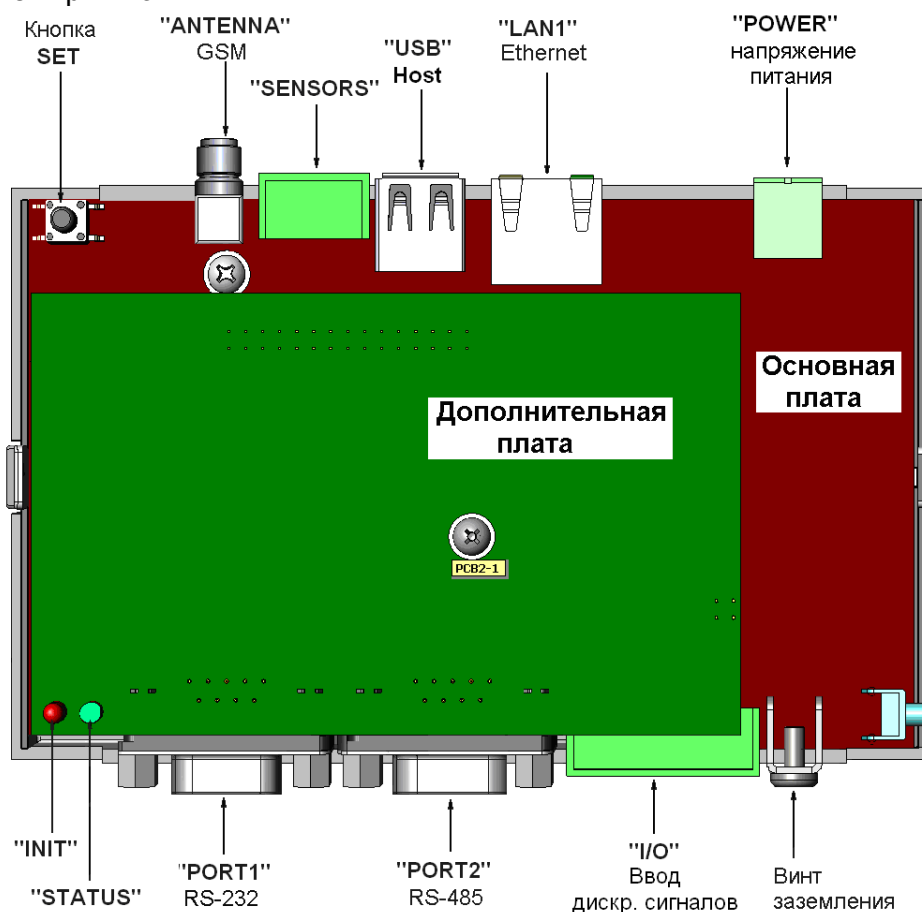 Кнопка
SET
"ANTENNA"
GSM
"SENSORS"
"USB"
Host
"LAN1"
Ethernet
"POWER"
напряжение
питания
Основная
плата
Дополнительная
плата
PCB2-1
"INIT"
"STATUS"
"PORT1"
RS-232
"PORT2"
RS-485
"I/O"
Ввод
дискр. сигналов
Винт
заземления